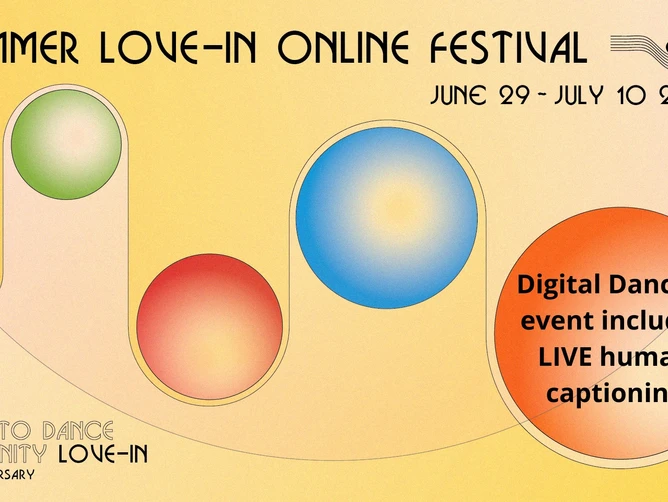 MMER LOVE-IN ONLINE FESTIVAL
JUNE 29 ~ JULY 10 2
Digital Danc
event includ
LIVE huma
captionin
TO DANCE
NITY LOVE-IN
RSARY